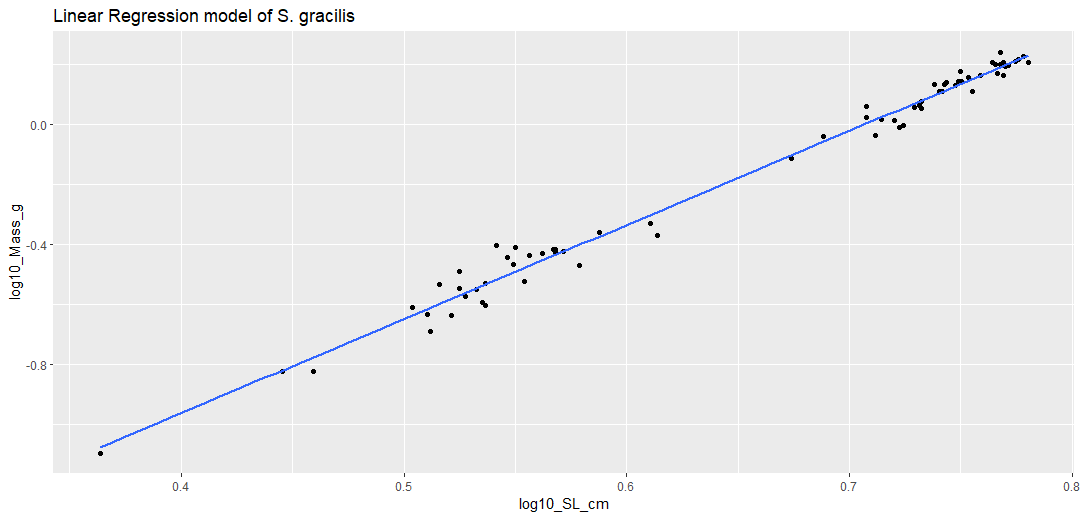 Linear Regression model of S. gracilis
log10_Mass_g
0.0
-0.4
-0.8
0.4 0.5 0.6 0.7 0.8
log10_SL_cm